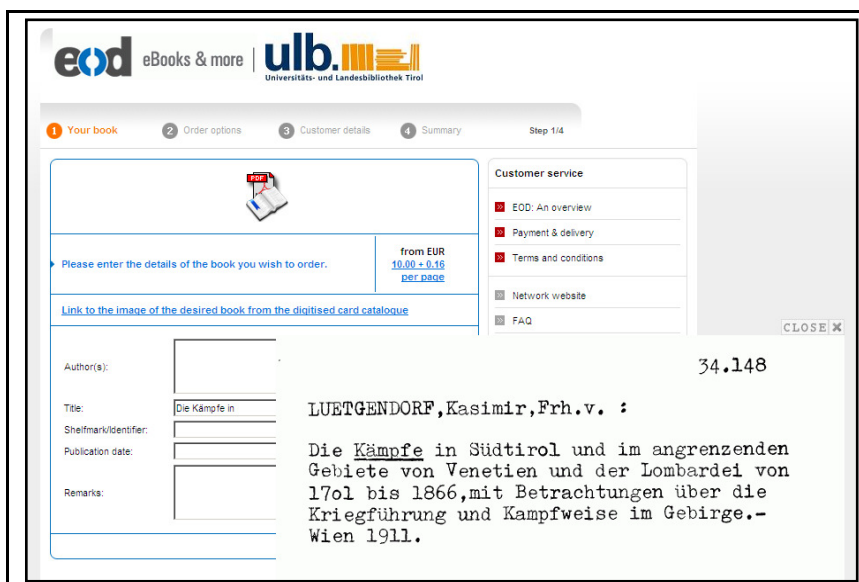 eod eBooks & more | ulb.
Universitäts- und Landesbibliothek Tirol
1 Your book 2 Order options 3 Customer details 4 Summary Step 1/4
PDF
Please enter the details of the book you wish to order.
from EUR
10.00 + 0.16
per page
Link to the image of the desired book from the digitised card catalogue
Author(s):
Title: Die Kämpfe in
Shelfmark/Identifier:
Publication date:
Remarks:
Customer service
EOD: An overview
Payment & delivery
Terms and conditions
Network website
FAQ
CLOSE X
34.148
LUETGENDORF,Kasimir,Frh.v. :
Die Kämpfe in Südtirol und im angrenzenden
Gebiete von Venetien und der Lombardei von
17o1 bis 1866,mit Betrachtungen über die
Kriegführung und Kampfweise im Gebirge.-
Wien 1911.